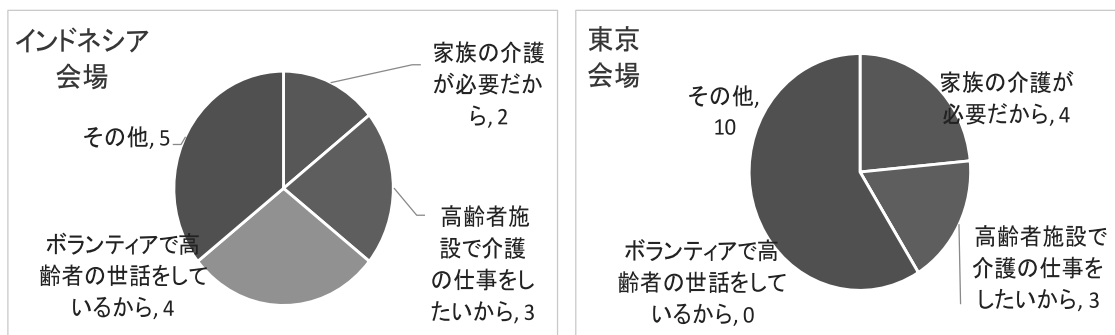 インドネシア
会場
家族の介護
が必要だか
ら, 2
その他, 5
高齢者施
設で介護
の仕事をし
たいから, 3
ボランティアで高
齢者の世話をして
いるから, 4
東京
会場
その他,
10
家族の介護が
必要だから, 4
高齢者施設で
介護の仕事を
したいから, 3
ボランティアで高
齢者の世話をして
いるから, 0